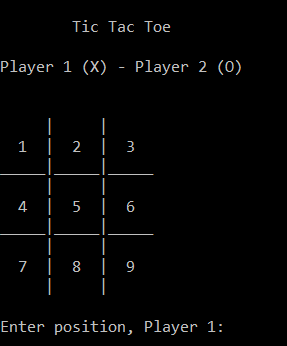 Tic Tac Toe
Player 1 (X) - Player 2 (O)
1 | 2 | 3
4 | 5 | 6
7 | 8 | 9
Enter position, Player 1: